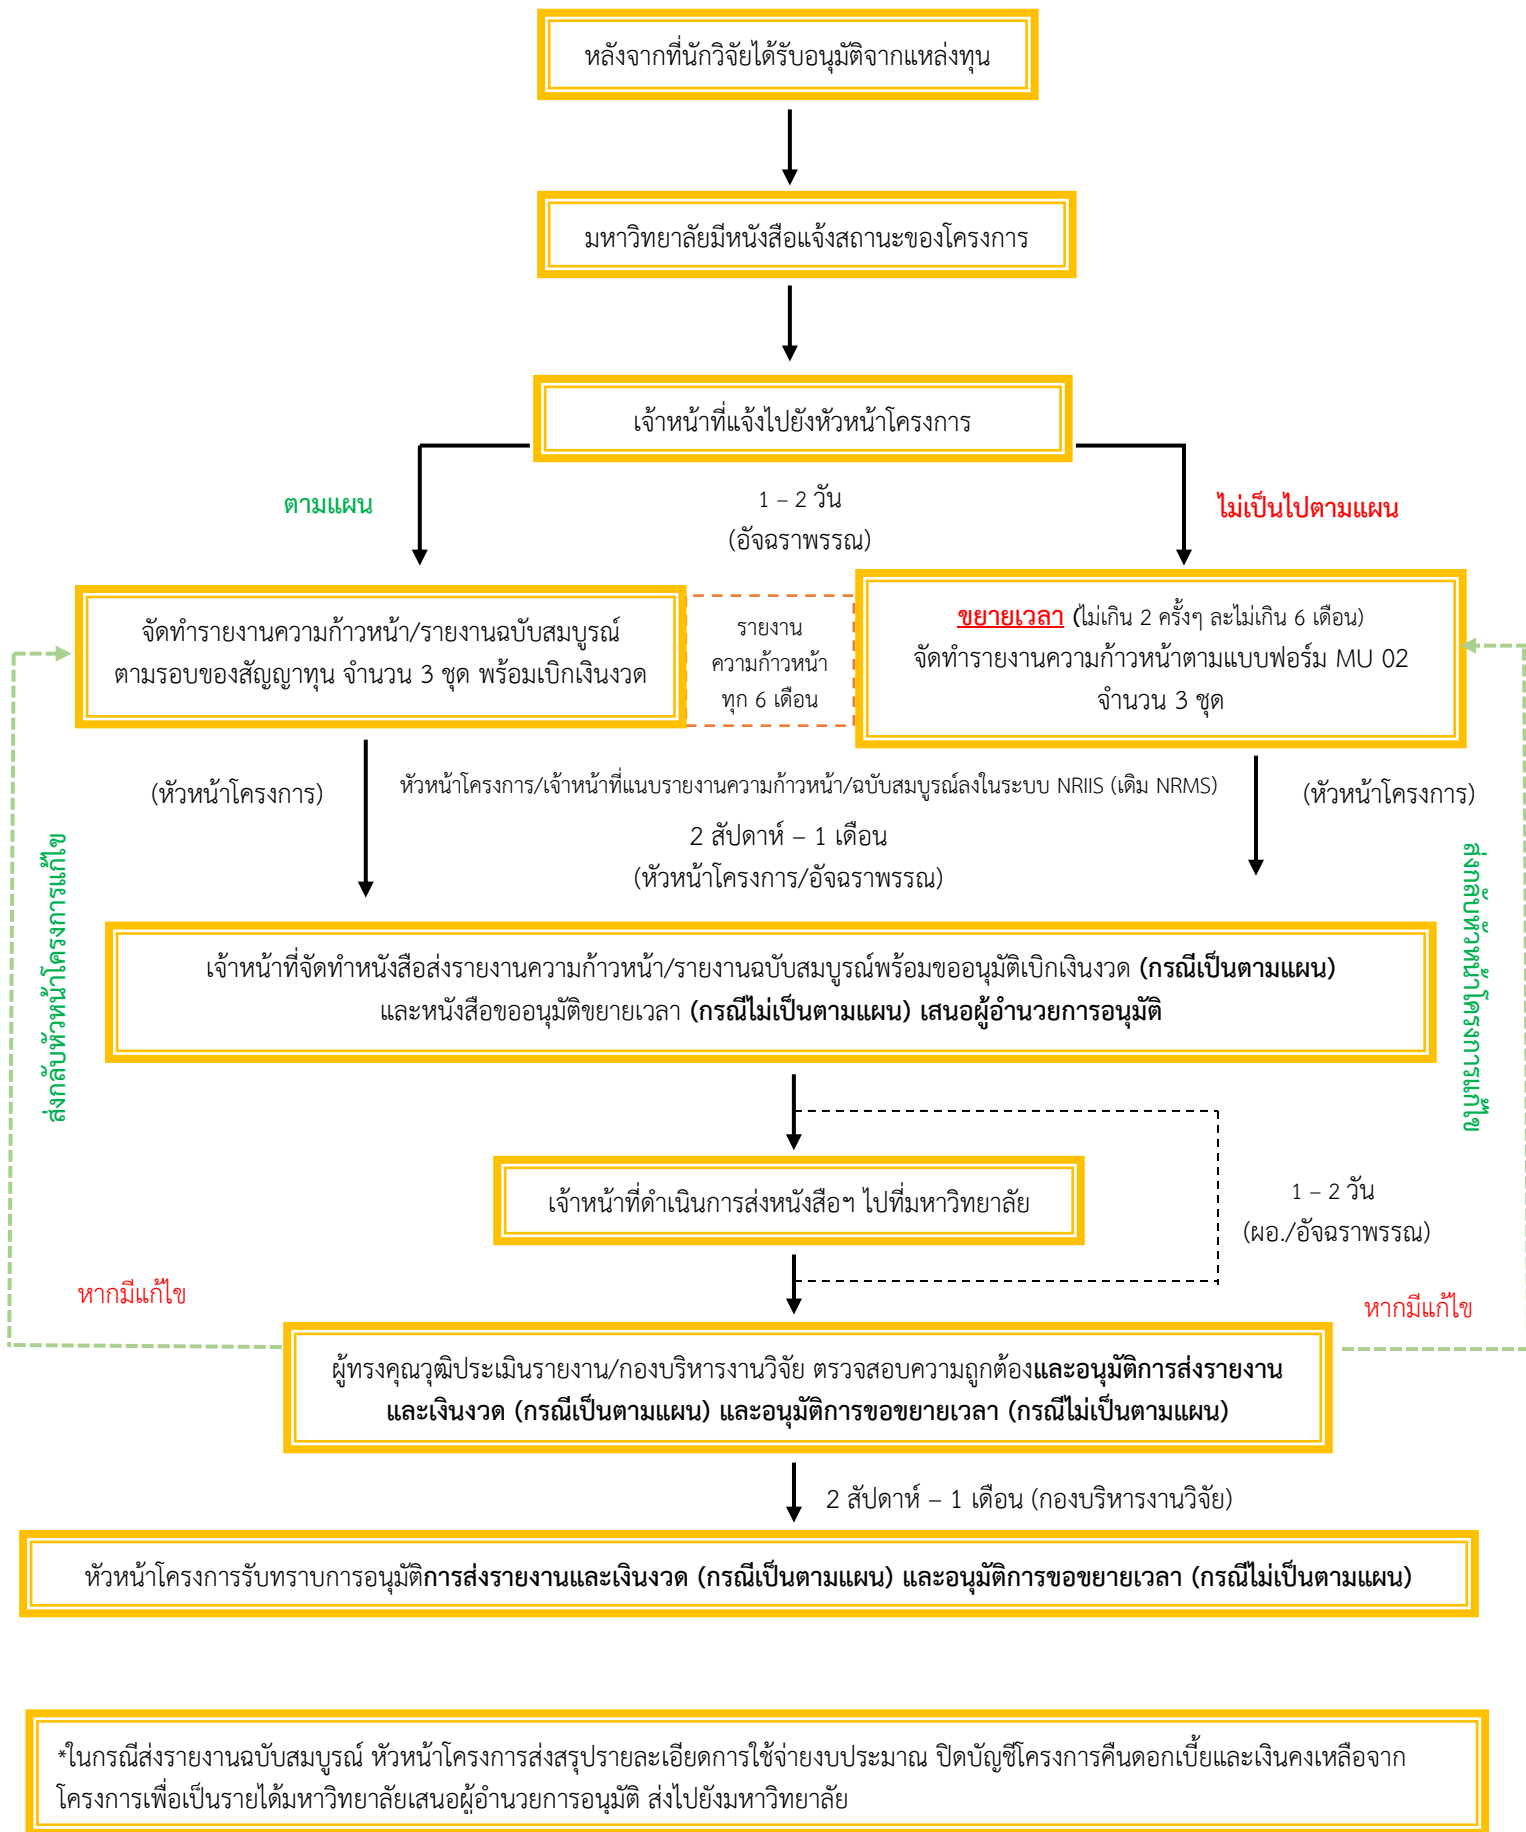 หลังจากที่นักวิจัยได้รับอนุมัติจากแหล่งทุน
มหาวิทยาลัยมีหนังสือแจ้งสถานะของโครงการ
เจ้าหน้าที่แจ้งไปยังหัวหน้าโครงการ
ตามแผน
1 – 2 วัน
(อัจฉราพรรณ)
ไม่เป็นไปตามแผน
จัดทำรายงานความก้าวหน้า/รายงานฉบับสมบูรณ์
ตามรอบของสัญญาทุน จำนวน 3 ชุด พร้อมเบิกเงินงวด
รายงาน
ความก้าวหน้า
ทุก 6 เดือน
ขยายเวลา (ไม่เกิน 2 ครั้งๆ ละไม่เกิน 6 เดือน)
จัดทำรายงานความก้าวหน้าตามแบบฟอร์ม MU 02
จำนวน 3 ชุด
(หัวหน้าโครงการ)
หัวหน้าโครงการ/เจ้าหน้าที่แนบรายงานความก้าวหน้า/ฉบับสมบูรณ์ลงในระบบ NRIIS (เดิม NRMS)
2 สัปดาห์ – 1 เดือน
(หัวหน้าโครงการ/อัจฉราพรรณ)
(หัวหน้าโครงการ)
ส่งกลับหัวหน้าโครงการแก้ไข
ส่งกลับหัวหน้าโครงการแก้ไข
เจ้าหน้าที่จัดทำหนังสือส่งรายงานความก้าวหน้า/รายงานฉบับสมบูรณ์พร้อมขออนุมัติเบิกเงินงวด (กรณีเป็นตามแผน)
และหนังสือขออนุมัติขยายเวลา (กรณีไม่เป็นตามแผน) เสนอผู้อำนวยการอนุมัติ
เจ้าหน้าที่ดำเนินการส่งหนังสือฯ ไปที่มหาวิทยาลัย
1 – 2 วัน
(ผอ./อัจฉราพรรณ)
หากมีแก้ไข
หากมีแก้ไข
ผู้ทรงคุณวุฒิประเมินรายงาน/กองบริหารงานวิจัย ตรวจสอบความถูกต้องและอนุมัติการส่งรายงาน
และเงินงวด (กรณีเป็นตามแผน) และอนุมัติการขอขยายเวลา (กรณีไม่เป็นตามแผน)
2 สัปดาห์ – 1 เดือน (กองบริหารงานวิจัย)
หัวหน้าโครงการรับทราบการอนุมัติการส่งรายงานและเงินงวด (กรณีเป็นตามแผน) และอนุมัติการขอขยายเวลา (กรณีไม่เป็นตามแผน)
*ในกรณีส่งรายงานฉบับสมบูรณ์ หัวหน้าโครงการส่งสรุปรายละเอียดการใช้จ่ายงบประมาณ ปิดบัญชีโครงการคืนดอกเบี้ยและเงินคงเหลือจาก
โครงการเพื่อเป็นรายได้มหาวิทยาลัยเสนอผู้อำนวยการอนุมัติ ส่งไปยังมหาวิทยาลัย